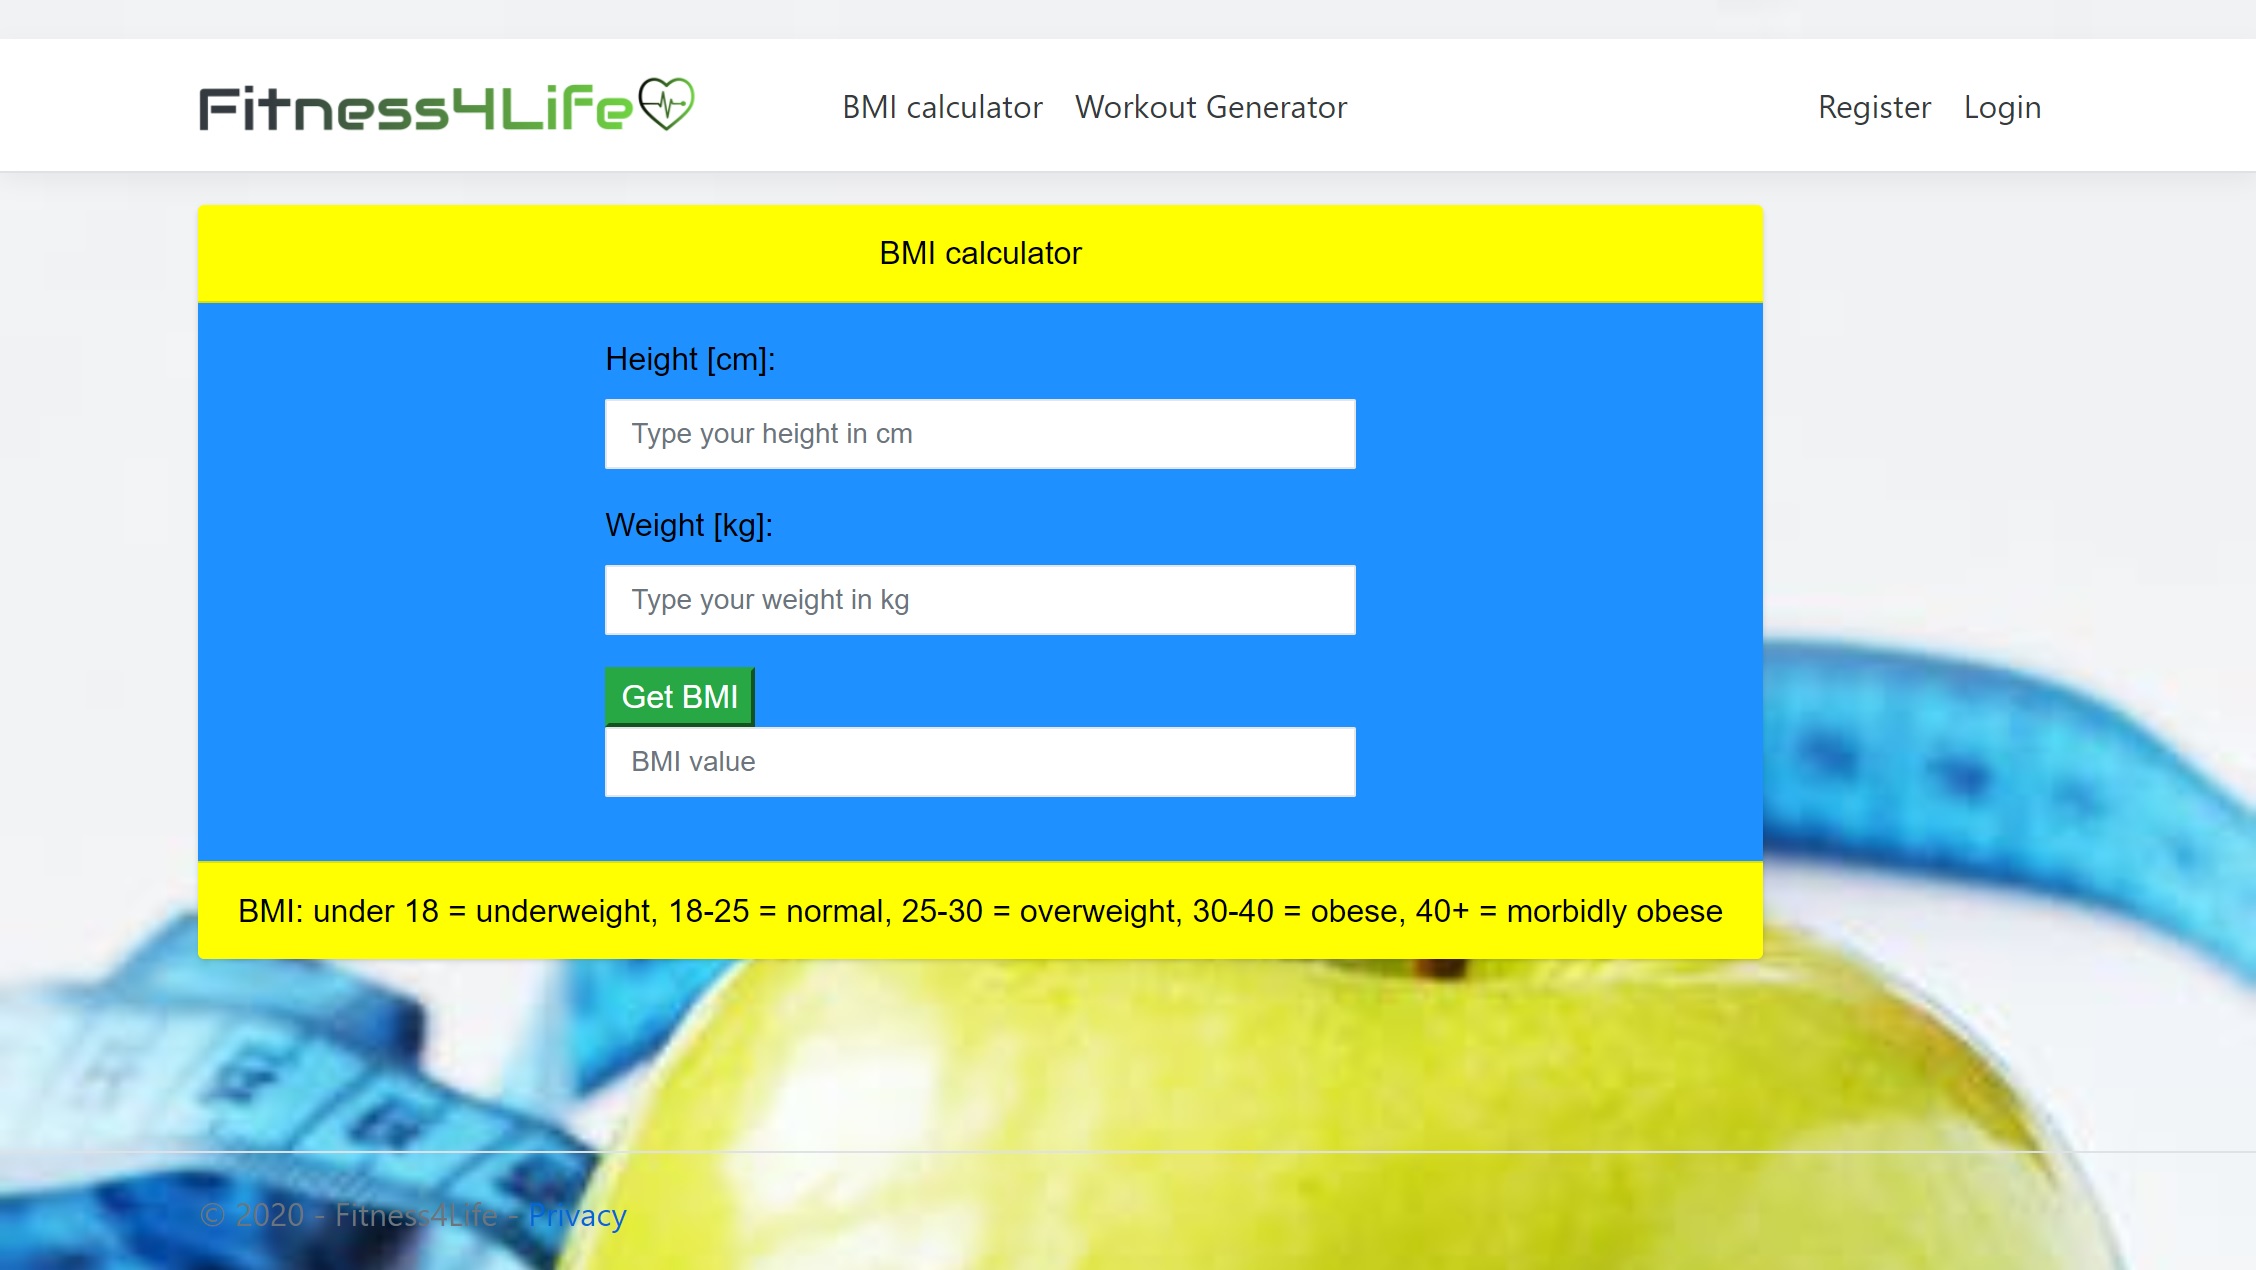 Fitness4Life
BMI calculator Workout Generator
Register Login
BMI calculator
Height [cm]:
Type your height in cm
Weight [kg]:
Type your weight in kg
Get BMI
BMI value
BMI: under 18 = underweight, 18-25 = normal, 25-30 = overweight, 30-40 = obese, 40+ = morbidly obese
© 2020 - Fitness4Life - Privacy